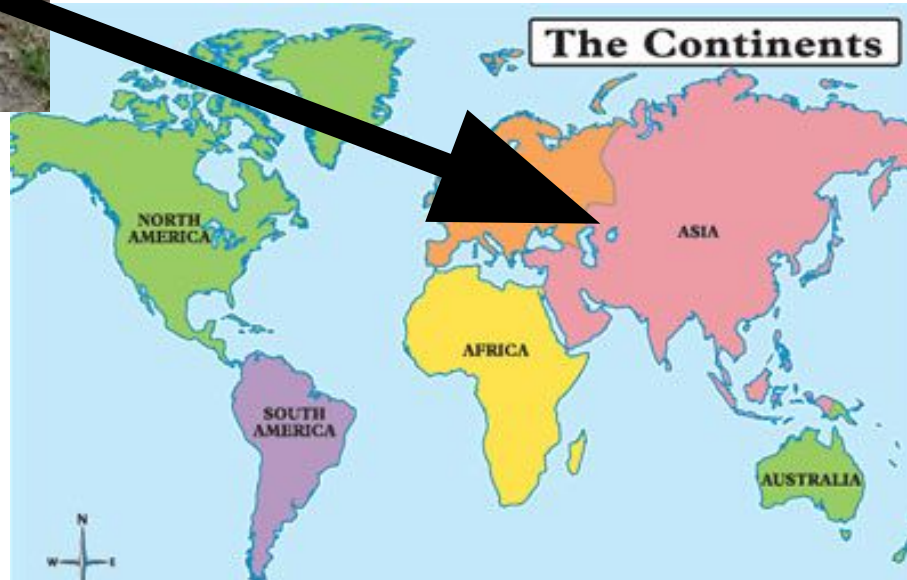 The Continents
NORTH
AMERICA
ASIA
AFRICA
SOUTH
AMERICA
AUSTRALIA
N
W
E